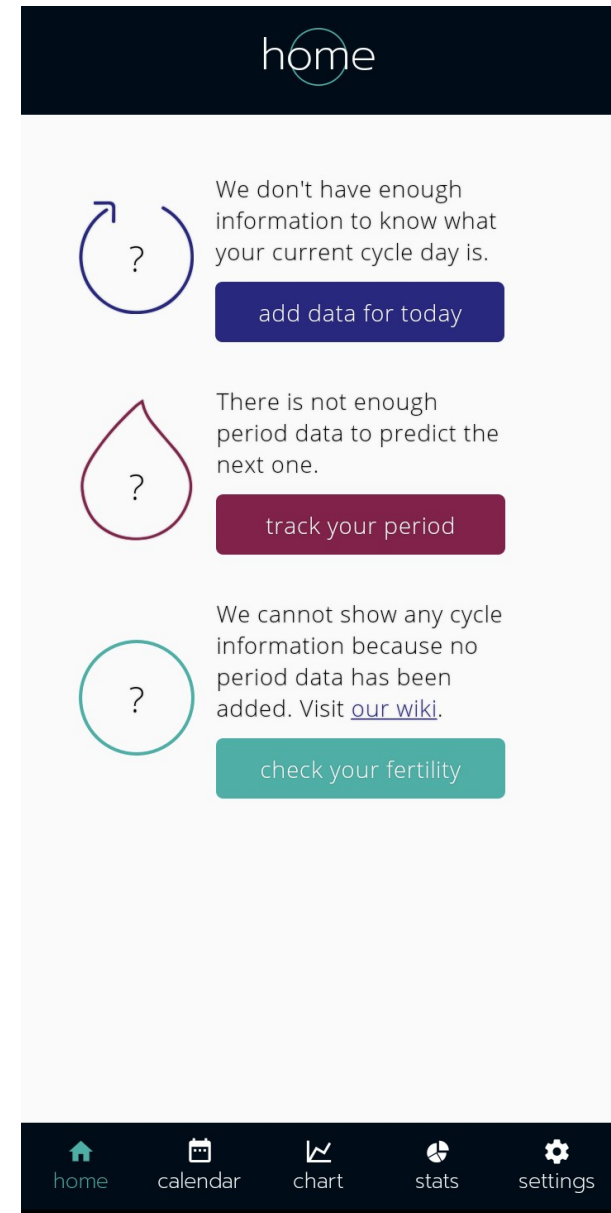 home
We don't have enough
information to know what
your current cycle day is.
?
add data for today
There is not enough
period data to predict the
next one.
?
track your period
We cannot show any cycle
information because no
period data has been
added. Visit our wiki.
?
check your fertility
home calendar chart stats settings